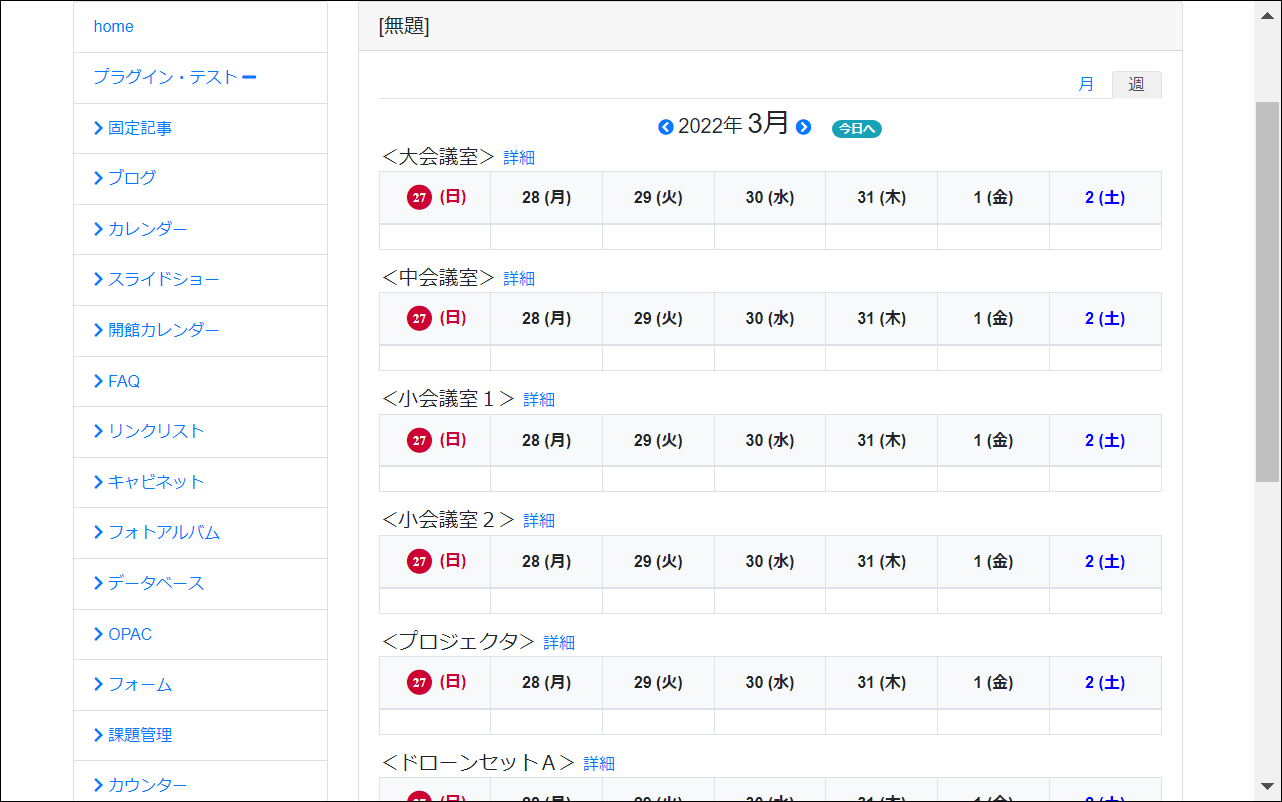 home
プラグイン・テスト
固定記事
ブログ
カレンダー
スライドショー
開館カレンダー
FAQ
リンクリスト
キャビネット
フォトアルバム
データベース
OPAC
フォーム
課題管理
カウンター
[無題]
月 週
2022年 3月 今日へ
＜大会議室＞ 詳細
27 (日) 28 (月) 29 (火) 30 (水) 31 (木) 1 (金) 2 (土)
＜中会議室＞ 詳細
27 (日) 28 (月) 29 (火) 30 (水) 31 (木) 1 (金) 2 (土)
＜小会議室１＞ 詳細
27 (日) 28 (月) 29 (火) 30 (水) 31 (木) 1 (金) 2 (土)
＜小会議室２＞ 詳細
27 (日) 28 (月) 29 (火) 30 (水) 31 (木) 1 (金) 2 (土)
＜プロジェクタ＞ 詳細
27 (日) 28 (月) 29 (火) 30 (水) 31 (木) 1 (金) 2 (土)
＜ドローンセットＡ＞ 詳細